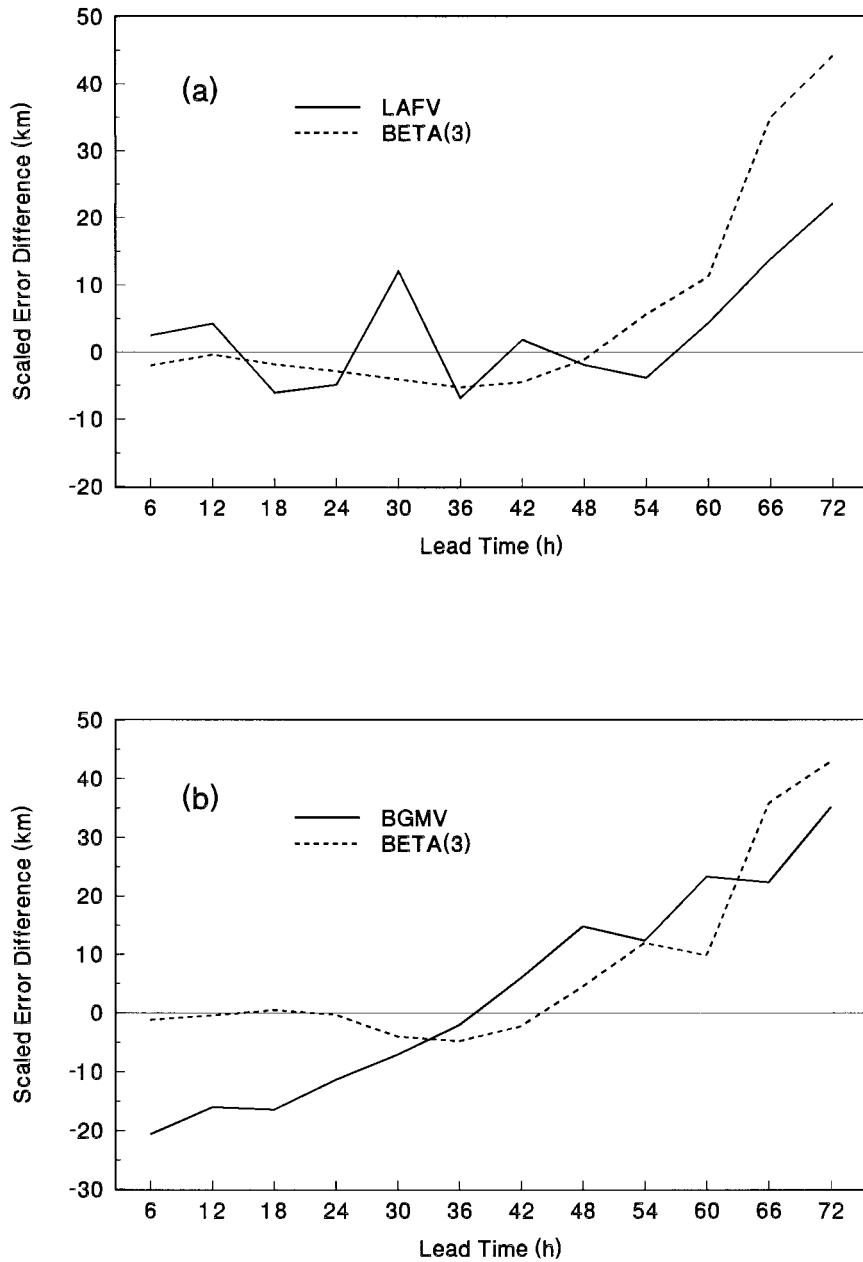 50
40
30
20
10
0
-10
-20
Scaled Error Difference (km)
(a)
LAFV
BETA(3)
6 12 18 24 30 36 42 48 54 60 66 72
Lead Time (h)
50
40
30
20
10
0
-10
-20
-30
Scaled Error Difference (km)
(b)
BGMV
BETA(3)
6 12 18 24 30 36 42 48 54 60 66 72
Lead Time (h)